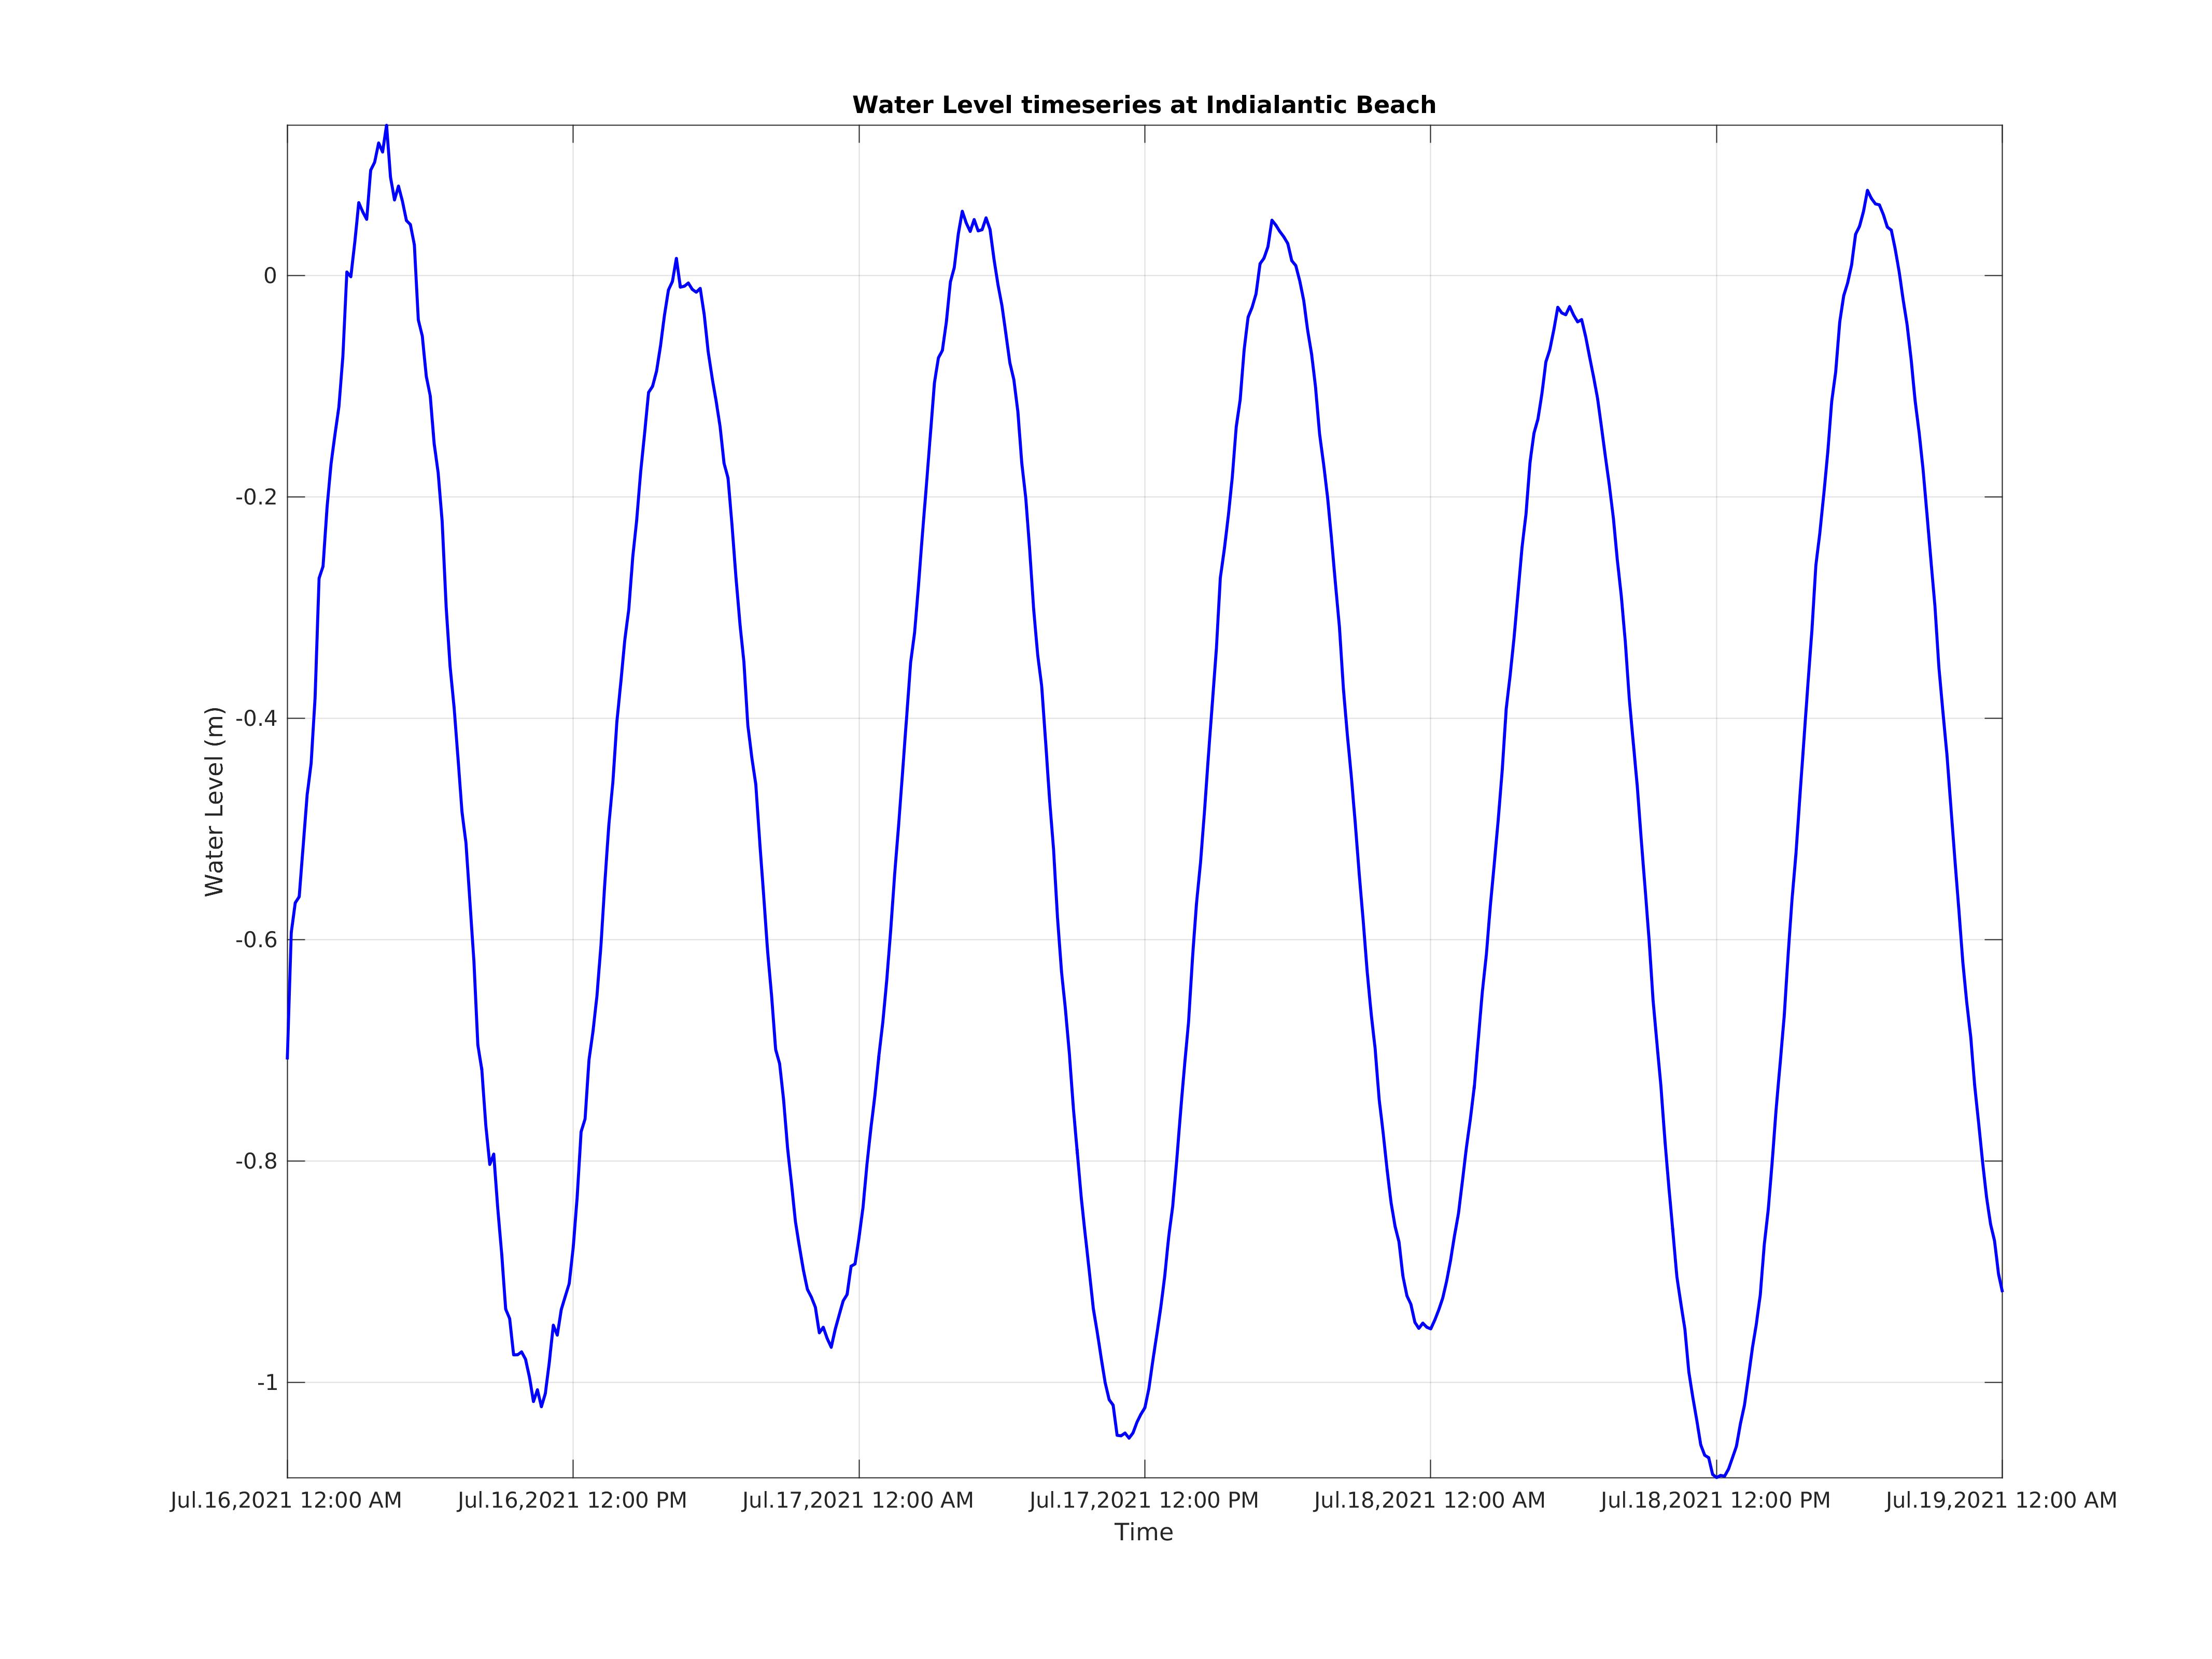 Water Level timeseries at Indialantic Beach
0
-0.2
-0.4
-0.6
-0.8
-1
Water Level (m)
Jul.16,2021 12:00 AM
Jul.16,2021 12:00 PM
Jul.17,2021 12:00 AM
Jul.17,2021 12:00 PM
Jul.18,2021 12:00 AM
Jul.18,2021 12:00 PM
Jul.19,2021 12:00 AM
Time